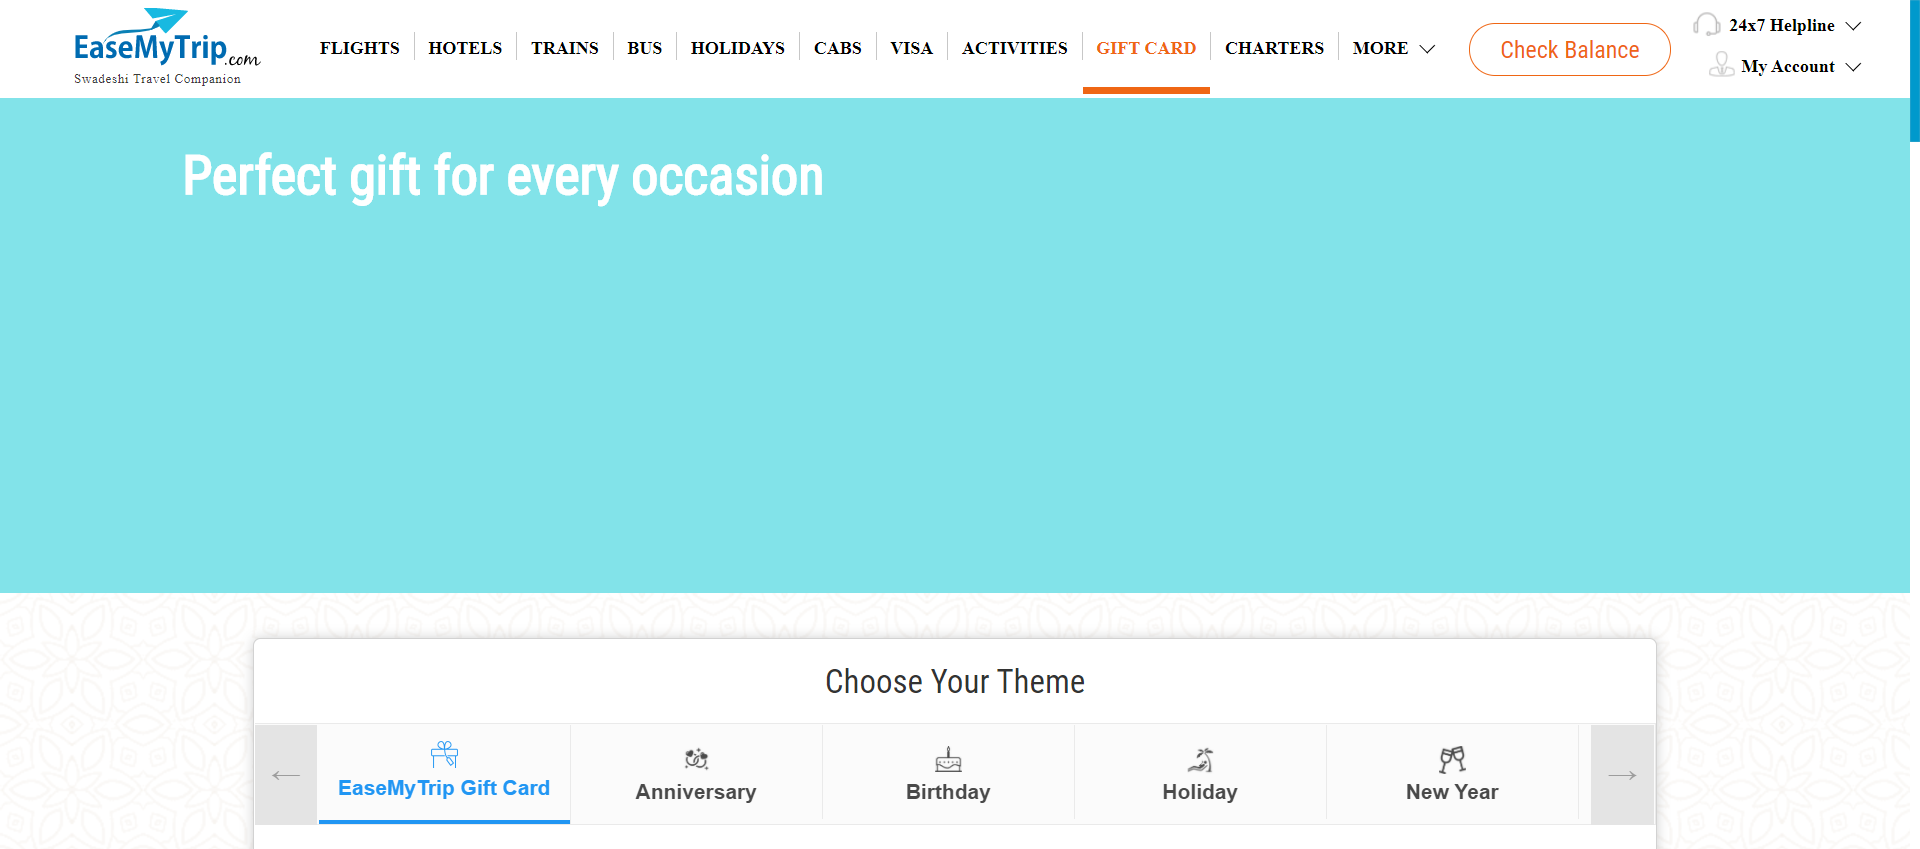 EaseMyTrip.com
Swadeshi Travel Companion
FLIGHTS
HOTELS
TRAINS
BUS
HOLIDAYS
CABS
VISA
ACTIVITIES
GIFT CARD
CHARTERS
MORE
Check Balance
24x7 Helpline
My Account
Perfect gift for every occasion
Choose Your Theme
EaseMyTrip Gift Card
Anniversary
Birthday
Holiday
New Year